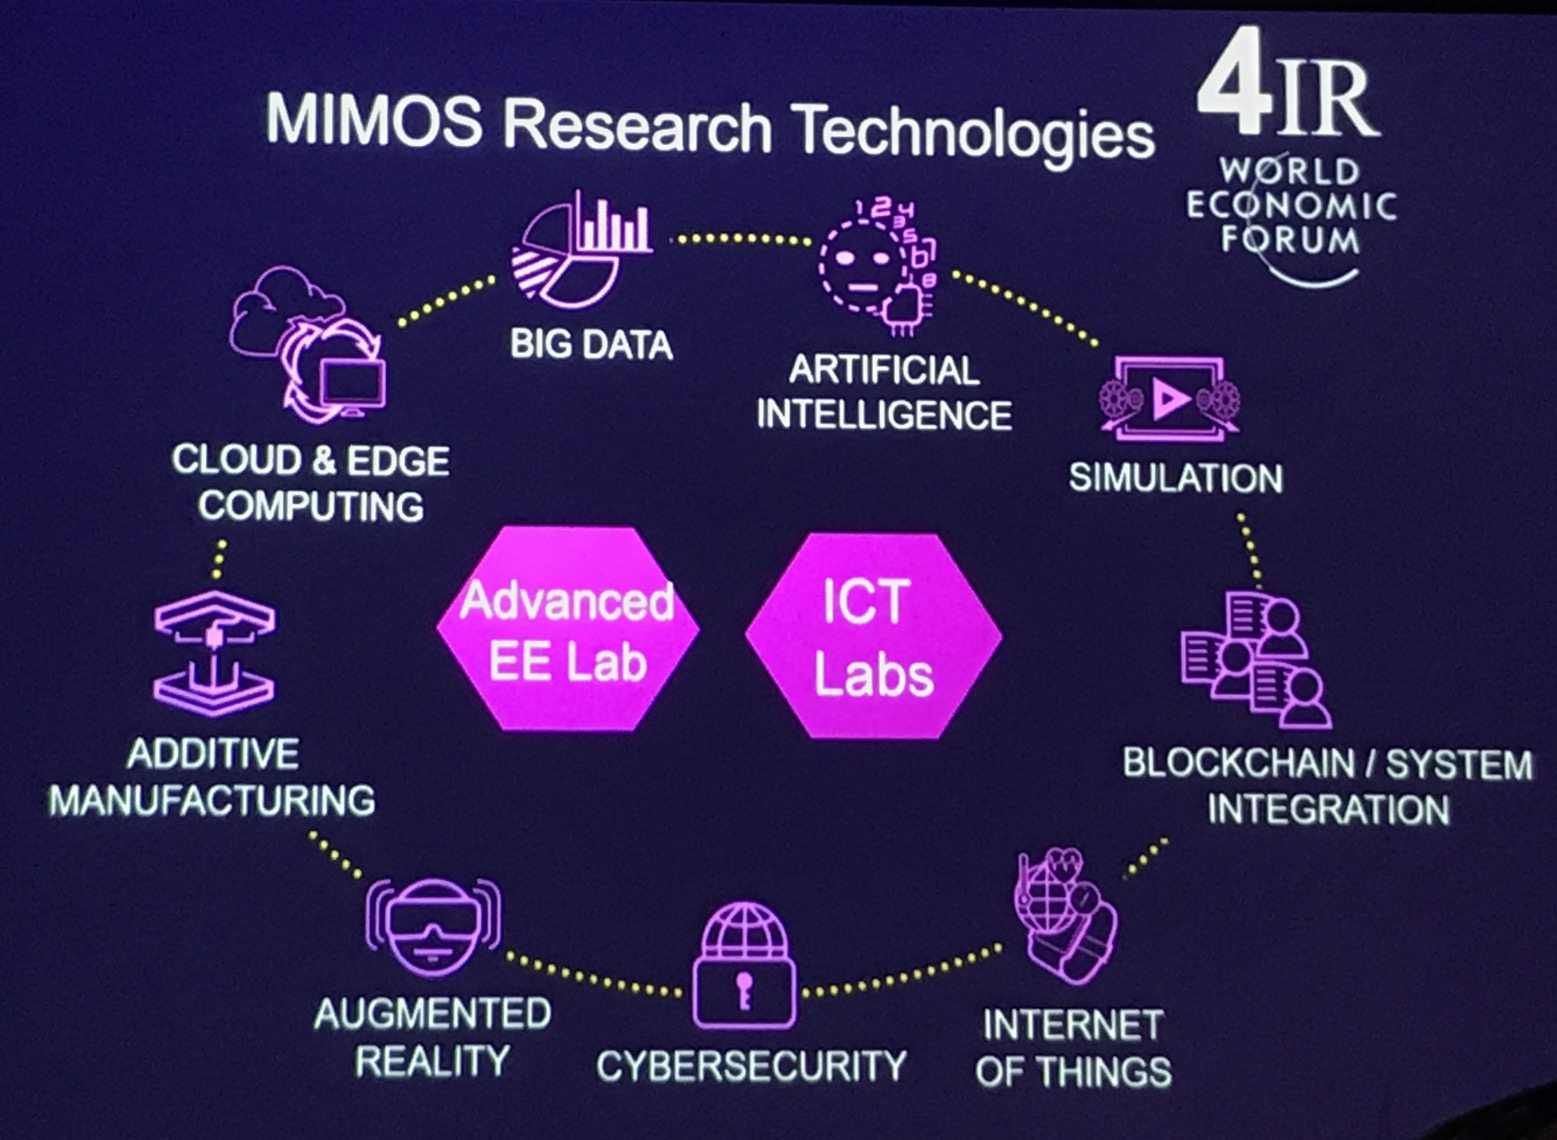 MIMOS Research Technologies
4IR
WORLD
ECONOMIC
FORUM
BIG DATA
ARTIFICIAL
INTELLIGENCE
CLOUD & EDGE
COMPUTING
SIMULATION
Advanced
EE Lab
ICT
Labs
ADDITIVE
MANUFACTURING
BLOCKCHAIN / SYSTEM
INTEGRATION
AUGMENTED
REALITY
CYBERSECURITY
INTERNET
OF THINGS